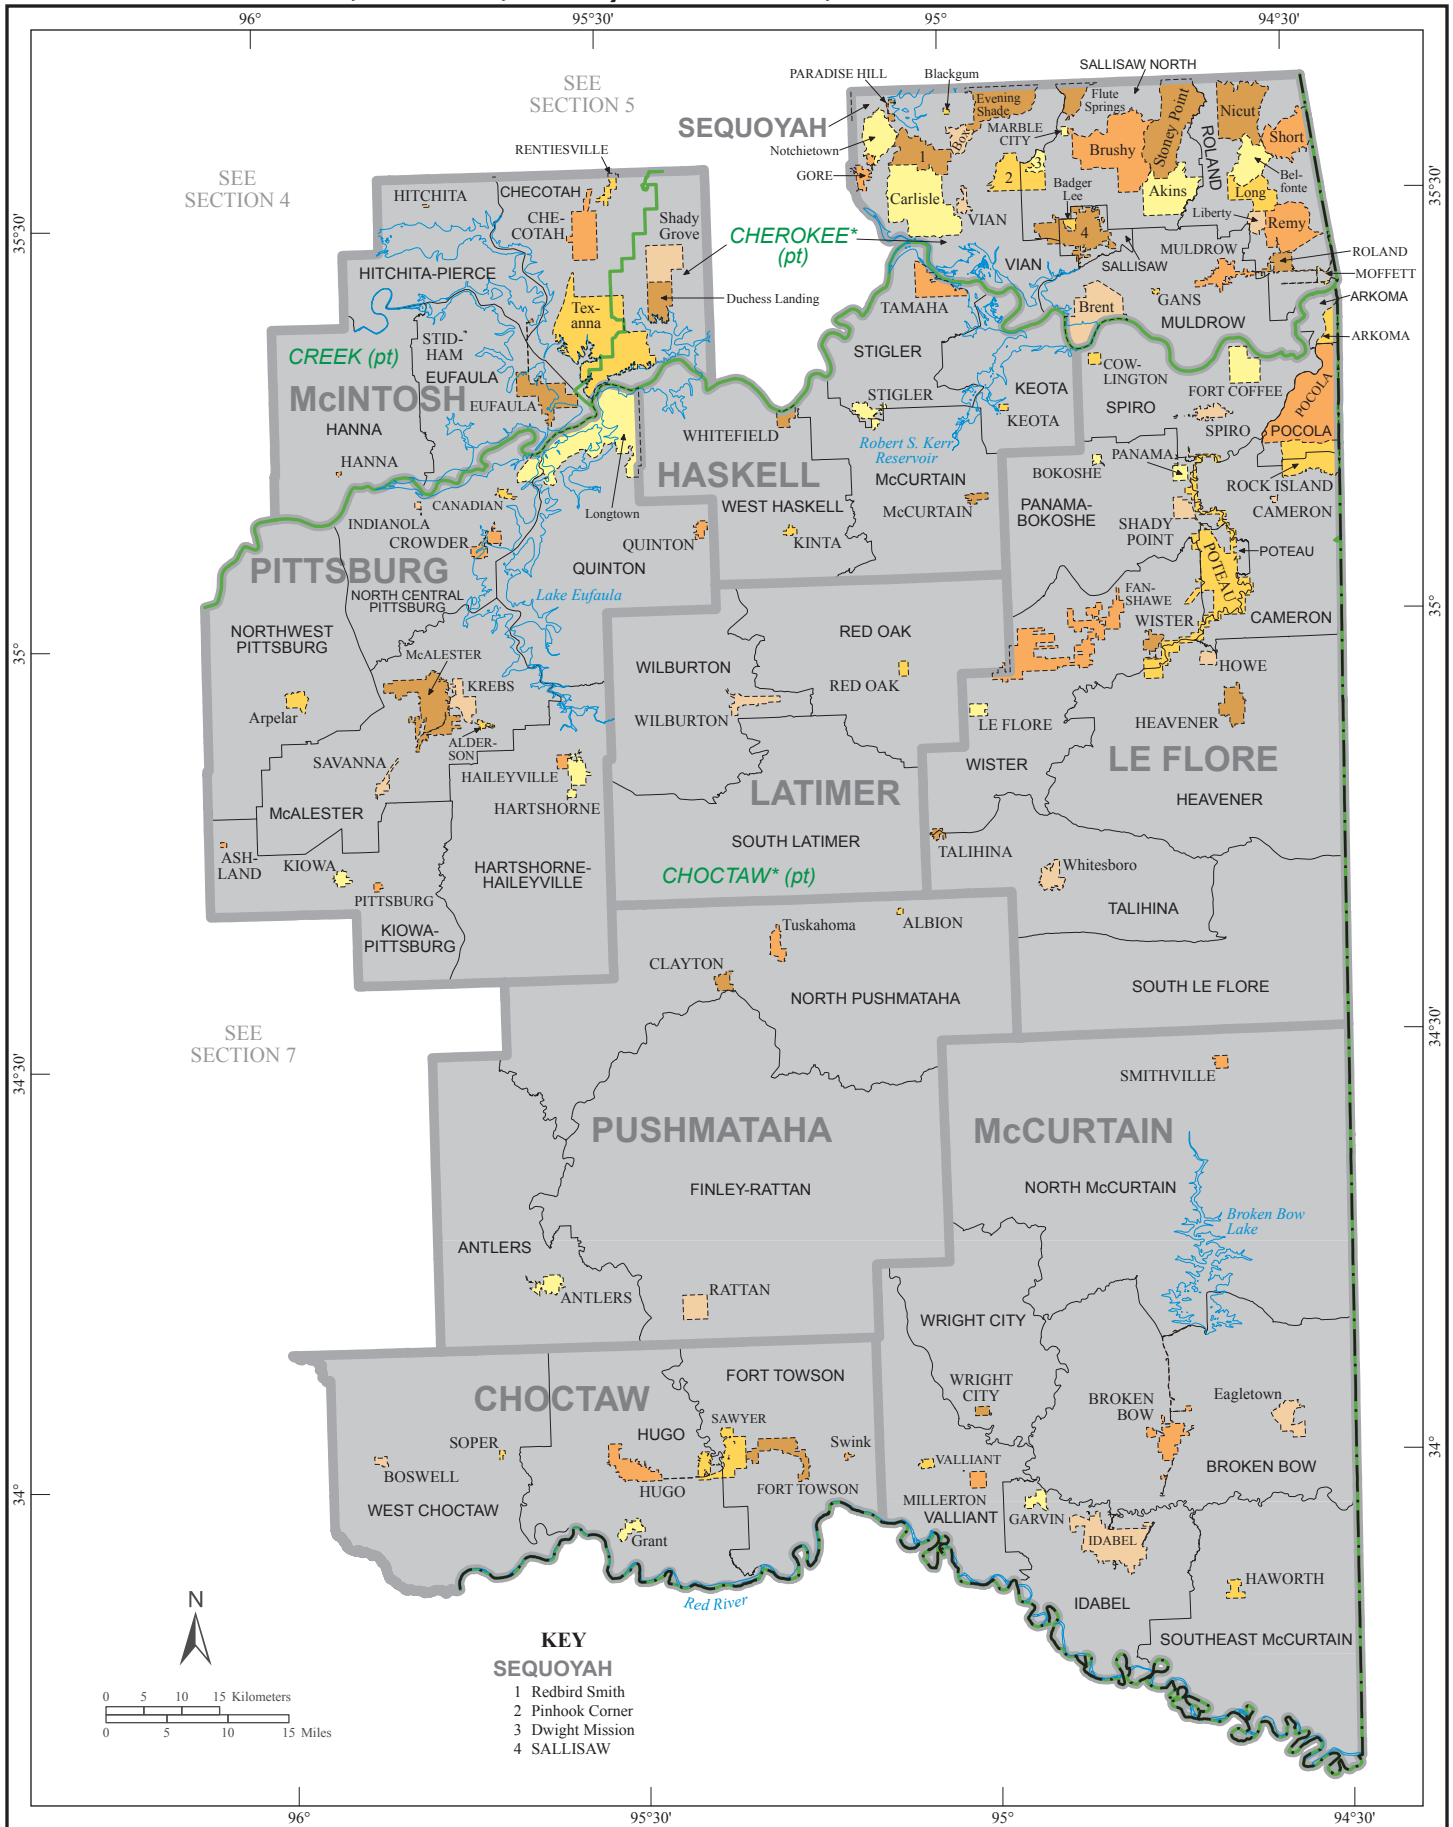 96°
95°30'
95°
94°30'
SEE
SECTION 5
SEE
SECTION 4
PARADISE HILL
Blackgum
SALLISAW NORTH
SEQUOYAH
Evening
Shade
Flute
Springs
Stoney Point
Nicut
Short
Notchietown
1
Box
MARBLE
CITY
Brushy
ROLAND
GORE
2
3
Akins
Bel-
fonte
Long
Carlisle
VIAN
Badger
Lee
4
Liberty
Remy
VIAN
SALLISAW
MULDROW
ROLAND
MOFFETT
ARKOMA
ARKOMA
RENTIESVILLE
HITCHITA
CHECOTAH
CHE-
COTAH
Shady
Grove
CHEROKEE*
(pt)
HITCHITA-PIERCE
Duchess Landing
Tex-
anna
TAMAHA
Brent
GANS
MULDROW
STID-
HAM
CREEK (pt)
EUFAULA
McINTOSH
EUFAULA
HANNA
HANNA
STIGLER
STIGLER
KEOTA
KEOTA
COW-
LINGTON
FORT COFFEE
SPIRO
SPIRO
POCOLA
POCOLA
WHITEFIELD
Robert S. Kerr
Reservoir
HASKELL
McCURTAIN
McCURTAIN
WEST HASKELL
BOKOSHE
PANAMA
ROCK ISLAND
CAMERON
PANAMA-
BOKOSHE
SHADY
POINT
POTEAU
POTEAU
INDIANOLA
CANADIAN
Longtown
CROWDER
QUINTON
KINTA
QUINTON
PITTSBURG
NORTH CENTRAL
PITTSBURG
Lake Eufaula
FAN-
SHAWE
WISTER
CAMERON
HOWE
NORTHWEST
PITTSBURG
RED OAK
RED OAK
WILBURTON
WILBURTON
McALESTER
KREBS
Arpelar
ALDER-
SON
LE FLORE
HEAVENER
SAVANNA
HAILEYVILLE
HARTSHORNE
WISTER
LE FLORE
HEAVENER
LATIMER
McALESTER
SOUTH LATIMER
TALIHINA
Whitesboro
ASH-
LAND
KIOWA
PITTSBURG
HARTSHORNE-
HAILEYVILLE
CHOCTAW* (pt)
TALIHINA
KIOWA-
PITTSBURG
Tuskahoma
ALBION
CLAYTON
NORTH PUSHMATAHA
SOUTH LE FLORE
SEE
SECTION 7
SMITHVILLE
PUSHMATAHA
McCURTAIN
FINLEY-RATTAN
NORTH McCURTAIN
Broken Bow
Lake
ANTLERS
ANTLERS
RATTAN
WRIGHT CITY
CHOCTAW
FORT TOWSON
WRIGHT
CITY
BROKEN
BOW
Eagletown
SOPER
HUGO
SAWYER
Swink
BOSWELL
HUGO
FORT TOWSON
VALLIANT
BROKEN BOW
WEST CHOCTAW
MILLERTON
VALLIANT
GARVIN
Grant
IDABEL
HAWORTH
Red River
IDABEL
SOUTHEAST McCURTAIN
N
0 5 10 15 Kilometers
0 5 10 15 Miles
KEY
SEQUOYAH
1 Redbird Smith
2 Pinhook Corner
3 Dwight Mission
4 SALLISAW
35°30'
35°
34°30'
34°
35°30'
35°
34°30'
34°
96°
95°30'
95°
94°30'